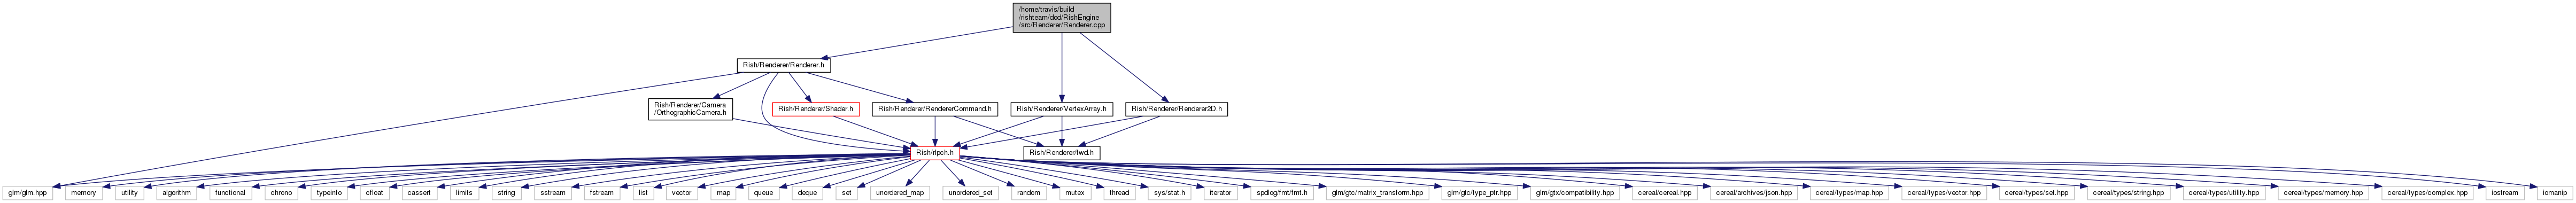 /home/travis/build
/rishteam/dod/RishEngine
/src/Renderer/Renderer.cpp
Rish/Renderer/Renderer.h
Rish/Renderer/Camera
/OrthographicCamera.h
Rish/Renderer/Shader.h
Rish/Renderer/RendererCommand.h
Rish/Renderer/VertexArray.h
Rish/Renderer/Renderer2D.h
Rish/rlpch.h
Rish/Renderer/fwd.h
glm/glm.hpp
memory
utility
algorithm
functional
chrono
typeinfo
cfloat
cassert
limits
string
sstream
fstream
list
vector
map
queue
deque
set
unordered_map
unordered_set
random
mutex
thread
sys/stat.h
iterator
spdlog/fmt/fmt.h
glm/gtc/matrix_transform.hpp
glm/gtc/type_ptr.hpp
glm/gtx/compatibility.hpp
cereal/cereal.hpp
cereal/archives/json.hpp
cereal/types/map.hpp
cereal/types/vector.hpp
cereal/types/set.hpp
cereal/types/string.hpp
cereal/types/utility.hpp
cereal/types/memory.hpp
cereal/types/complex.hpp
iostream
iomanip